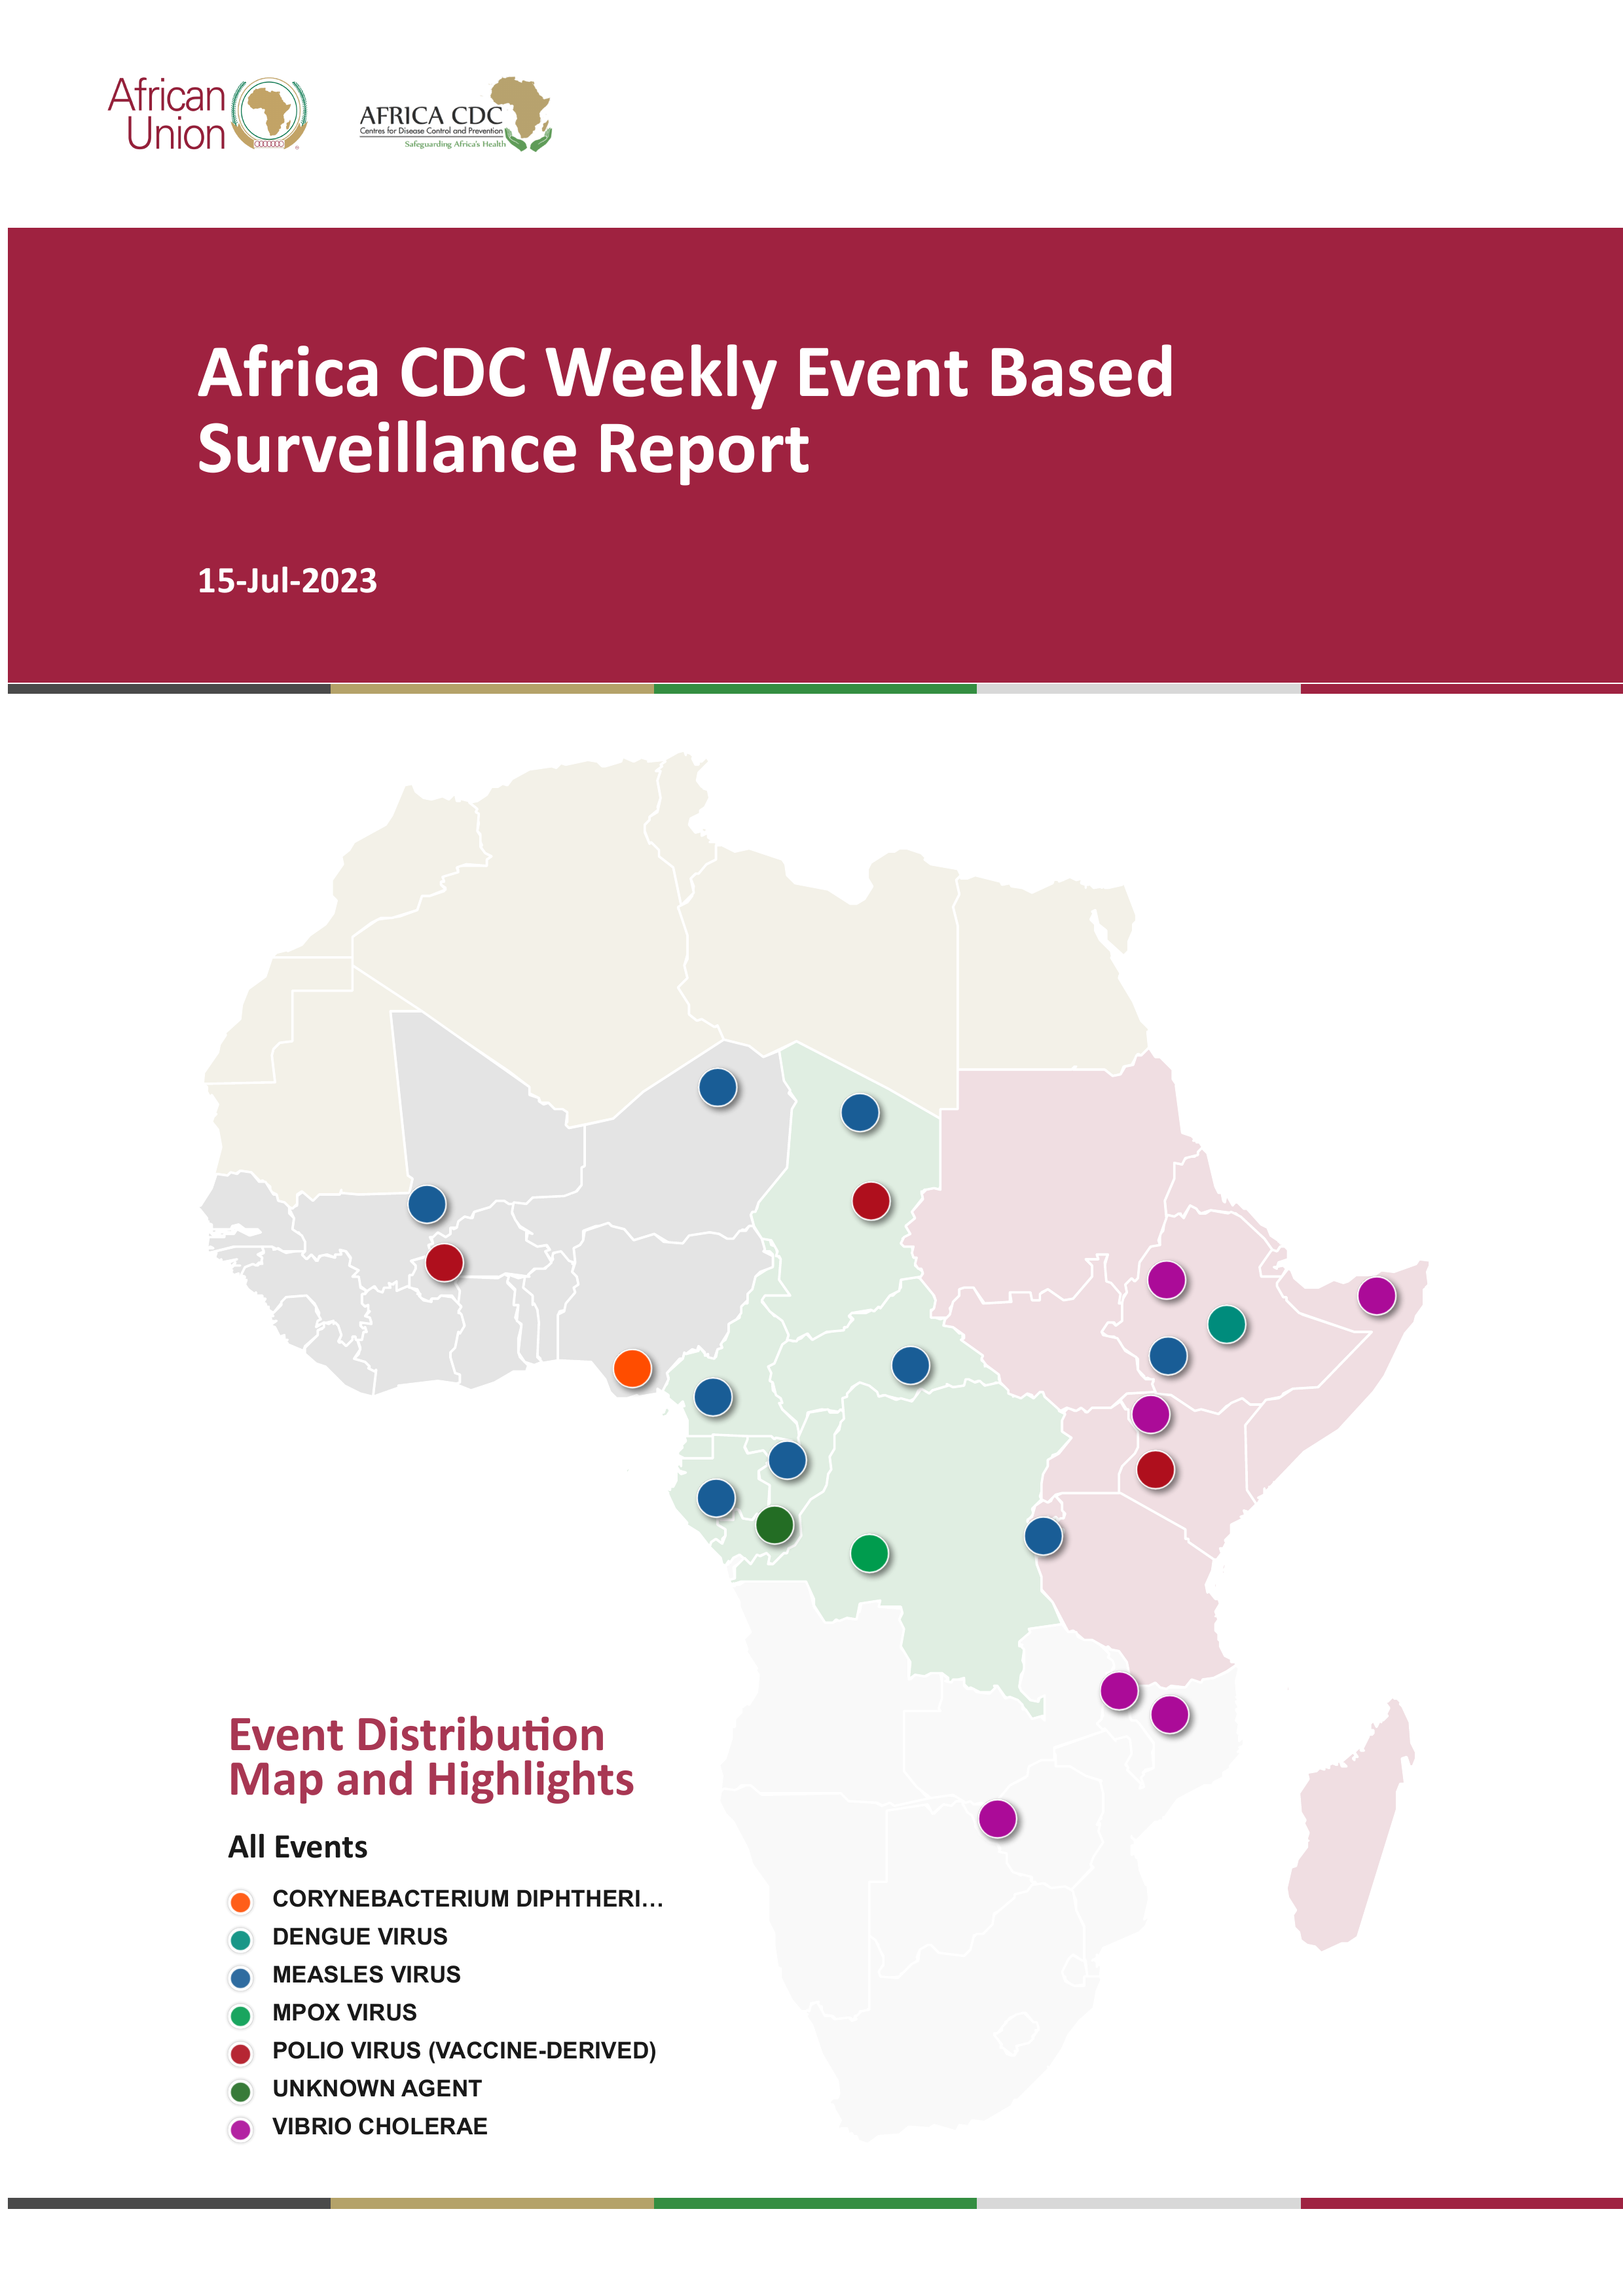 African
Union
AFRICA CDC
Centres for Disease Control and Prevention
Safeguarding Africa's Health
Africa CDC Weekly Event Based
Surveillance Report
15-Jul-2023
Event Distribution
Map and Highlights
All Events
CORYNEBACTERIUM DIPHTHERI...
DENGUE VIRUS
MEASLES VIRUS
MPOX VIRUS
POLIO VIRUS (VACCINE-DERIVED)
UNKNOWN AGENT
VIBRIO CHOLERAE